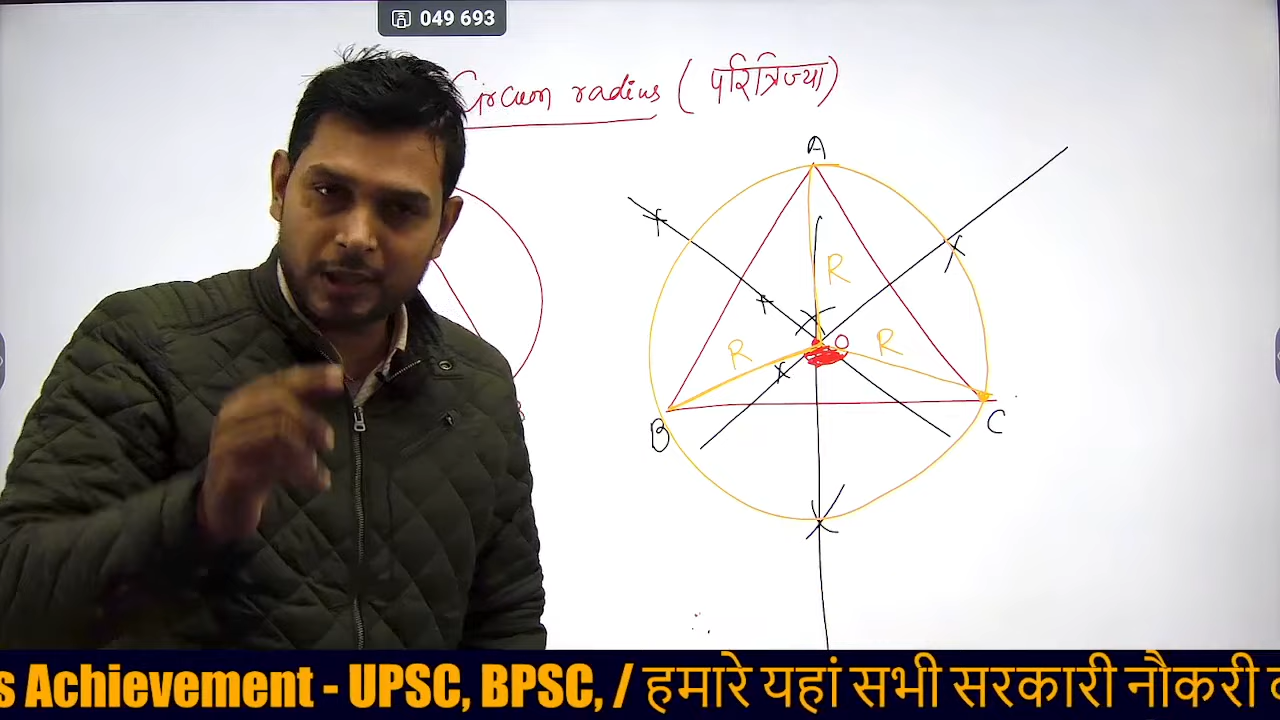 049 693
Circum radius (परित्रिज्या)
A
R
R
O
R
B
C
s Achievement - UPSC, BPSC, / हमारे यहां सभी सरकारी नौकरी